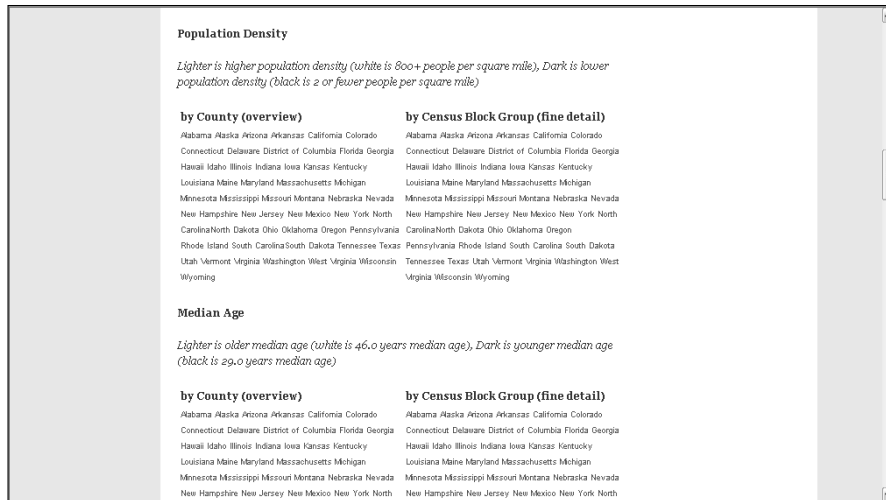 Population Density
Lighter is higher population density (white is 800+ people per square mile), Dark is lower
population density (black is 2 or fewer people per square mile)
by County (overview)
Alabama Alaska Arizona Arkansas California Colorado
Connecticut Delaware District of Columbia Florida Georgia
Hawaii Idaho Illinois Indiana Iowa Kansas Kentucky
Louisiana Maine Maryland Massachusetts Michigan
Minnesota Mississippi Missouri Montana Nebraska Nevada
New Hampshire New Jersey New Mexico New York North
CarolinaNorth Dakota Ohio Oklahoma Oregon Pennsylvania
Rhode Island South CarolinaSouth Dakota Tennessee Texas
Utah Vermont Virginia Washington West Virginia Wisconsin
Wyoming
by Census Block Group (fine detail)
Alabama Alaska Arizona Arkansas California Colorado
Connecticut Delaware District of Columbia Florida Georgia
Hawaii Idaho Illinois Indiana Iowa Kansas Kentucky
Louisiana Maine Maryland Massachusetts Michigan
Minnesota Mississippi Missouri Montana Nebraska Nevada
New Hampshire New Jersey New Mexico New York North
CarolinaNorth Dakota Ohio Oklahoma Oregon
Pennsylvania Rhode Island South Carolina South Dakota
Tennessee Texas Utah Vermont Virginia Washington West
Virginia Wisconsin Wyoming
Median Age
Lighter is older median age (white is 46.0 years median age), Dark is younger median age
(black is 29.0 years median age)
by County (overview)
Alabama Alaska Arizona Arkansas California Colorado
Connecticut Delaware District of Columbia Florida Georgia
Hawaii Idaho Illinois Indiana Iowa Kansas Kentucky
Louisiana Maine Maryland Massachusetts Michigan
Minnesota Mississippi Missouri Montana Nebraska Nevada
New Hampshire New Jersey New Mexico New York North
by Census Block Group (fine detail)
Alabama Alaska Arizona Arkansas California Colorado
Connecticut Delaware District of Columbia Florida Georgia
Hawaii Idaho Illinois Indiana Iowa Kansas Kentucky
Louisiana Maine Maryland Massachusetts Michigan
Minnesota Mississippi Missouri Montana Nebraska Nevada
New Hampshire New Jersey New Mexico New York North